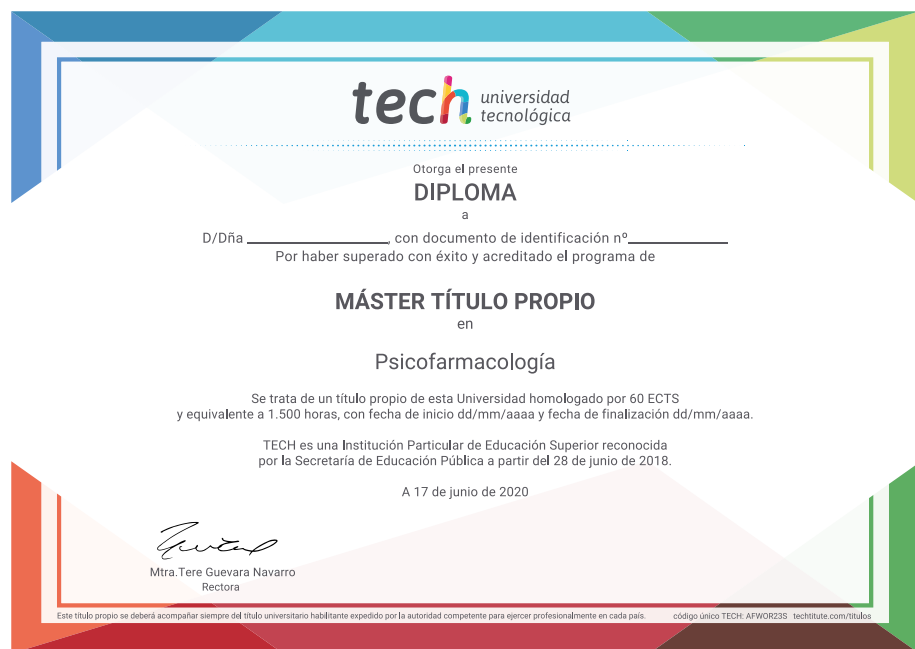 tech universidad
tecnológica
Otorga el presente
DIPLOMA
a
D/Dña ____________________, con documento de identificación nº______________
Por haber superado con éxito y acreditado el programa de
MÁSTER TÍTULO PROPIO
en
Psicofarmacología
Se trata de un título propio de esta Universidad homologado por 60 ECTS
y equivalente a 1.500 horas, con fecha de inicio dd/mm/aaaa y fecha de finalización dd/mm/aaaa.
TECH es una Institución Particular de Educación Superior reconocida
por la Secretaría de Educación Pública a partir del 28 de junio de 2018.
A 17 de junio de 2020
Mtra.Tere Guevara Navarro
Rectora
Este título propio se deberá acompañar siempre del título universitario habilitante expedido por la autoridad competente para ejercer profesionalmente en cada país. código único TECH: AFWOR23S techtitute.com/titulos